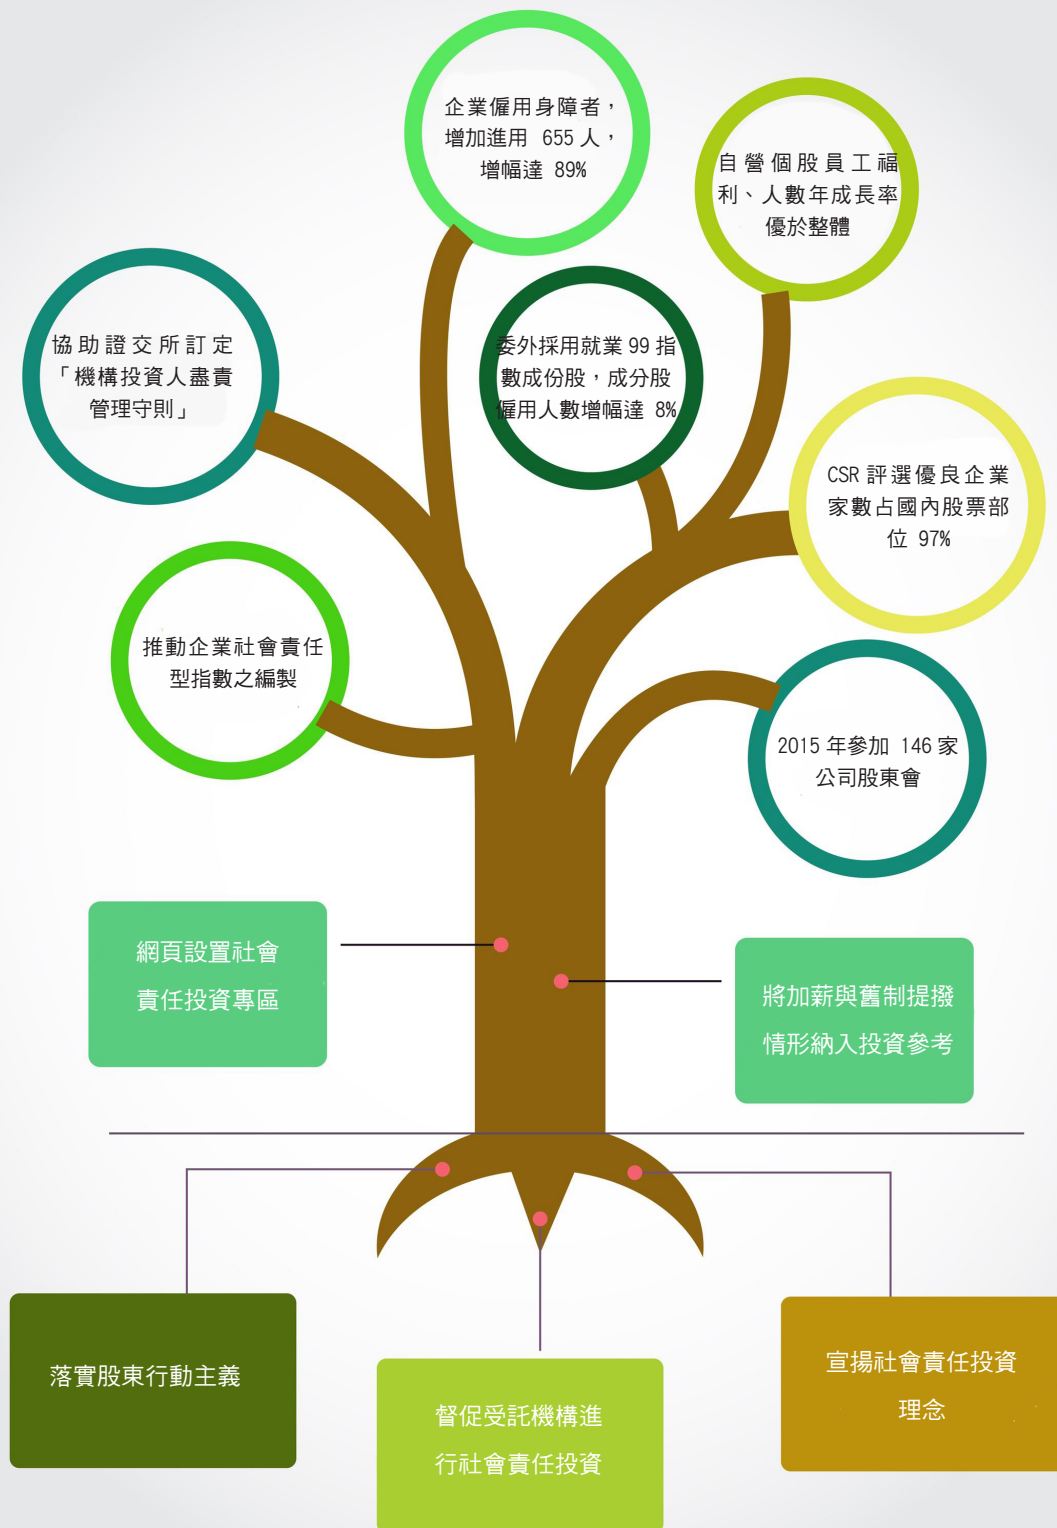 企業僱用身障者，
增加進用 655 人，
增幅達 89%
自營個股員工福
利、人數年成長率
優於整體
協助證交所訂定
「機構投資人盡責
管理守則」
委外採用就業 99 指
數成份股，成分股
僱用人數增幅達 8%
CSR 評選優良企業
家數占國內股票部
位 97%
推動企業社會責任
型指數之編製
2015 年參加 146 家
公司股東會
網頁設置社會
責任投資專區
將加薪與舊制提撥
情形納入投資參考
落實股東行動主義
督促受託機構進
行社會責任投資
宣揚社會責任投資
理念